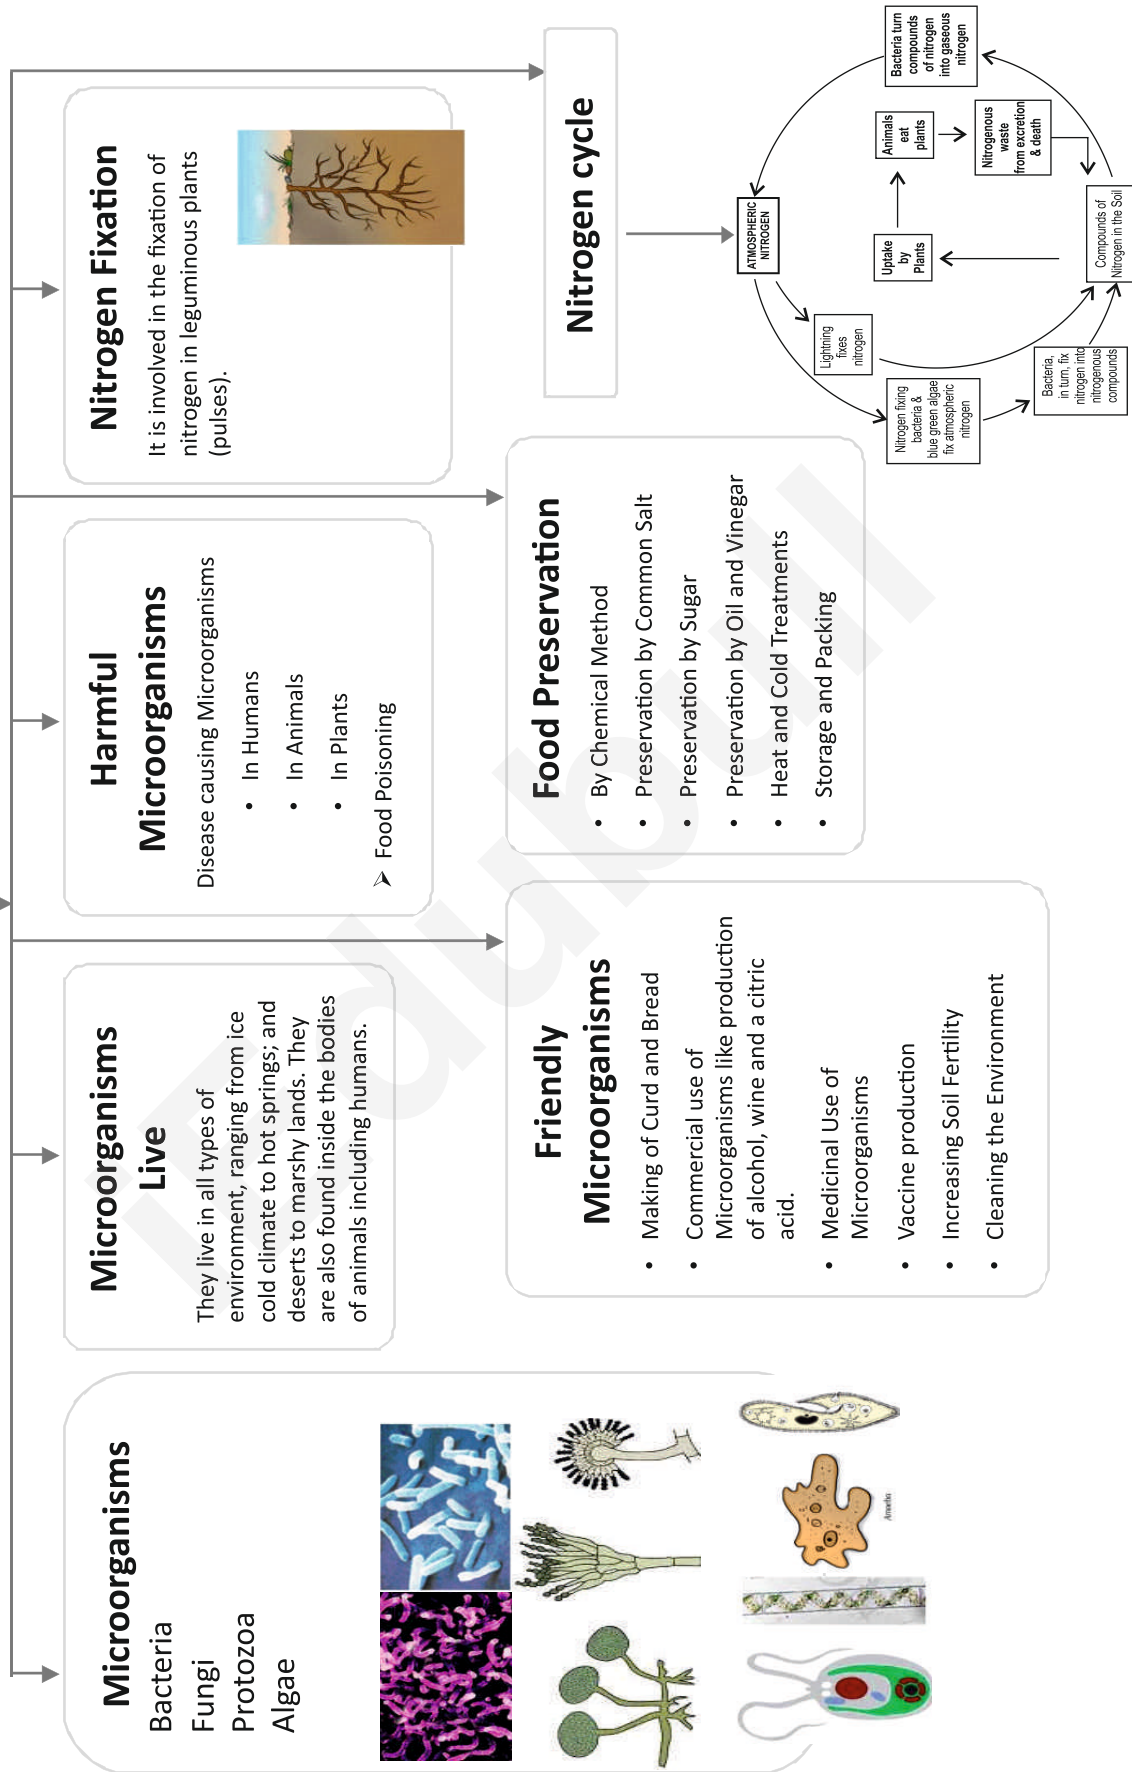 Microorganisms
Bacteria
Fungi
Protozoa
Algae
Amoeba
Microorganisms
Live
They live in all types of
environment, ranging from ice
cold climate to hot springs; and
deserts to marshy lands. They
are also found inside the bodies
of animals including humans.
Harmful
Microorganisms
Disease causing Microorganisms
• In Humans
• In Animals
• In Plants
➢ Food Poisoning
Nitrogen Fixation
It is involved in the fixation of
nitrogen in leguminous plants
(pulses).
Friendly
Microorganisms
• Making of Curd and Bread
• Commercial use of
Microorganisms like production
of alcohol, wine and a citric
acid.
• Medicinal Use of
Microorganisms
• Vaccine production
• Increasing Soil Fertility
• Cleaning the Environment
Food Preservation
• By Chemical Method
• Preservation by Common Salt
• Preservation by Sugar
• Preservation by Oil and Vinegar
• Heat and Cold Treatments
• Storage and Packing
Nitrogen cycle
ATMOSPHERIC
NITROGEN
Lightning
fixes
nitrogen
Nitrogen fixing
bacteria &
blue green algae
fix atmospheric
nitrogen
Bacteria,
in turn, fix
nitrogen into
nitrogenous
compounds
Uptake
by
Plants
Animals
eat
plants
Nitrogenous
waste
from excretion
& death
Compounds of
Nitrogen in the Soil
Bacteria turn
compounds
of nitrogen
into gaseous
nitrogen
iEdubull